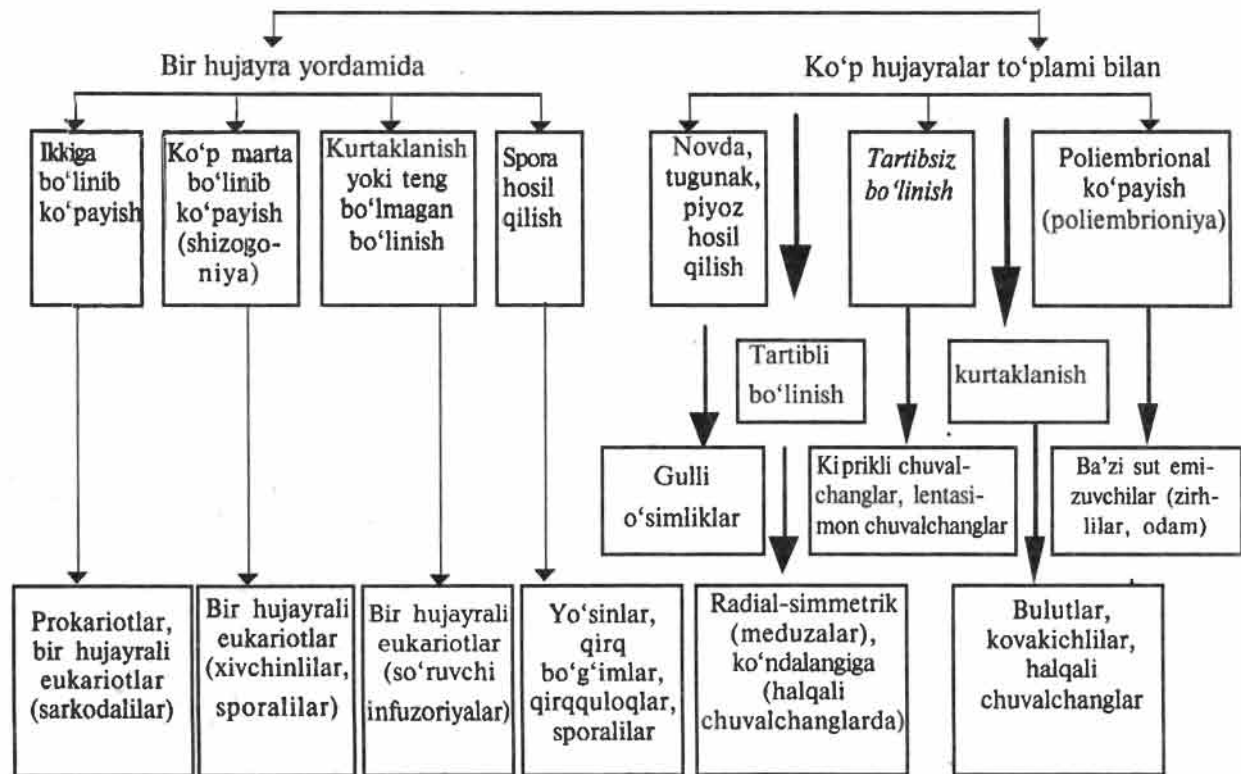 Bir hujayra yordamida
Ko‘p hujayralar to‘plami bilan
Ikkiga
bo‘linib
ko‘payish
Ko‘p marta
bo‘linib
ko‘payish
(shizogo-
niya)
Kurtaklanish
yoki teng
bo‘lmagan
bo‘linish
Spora
hosil
qilish
Novda,
tugunak,
piyoz
hosil
qilish
Tartibsiz
bo‘linish
Poliembrional
ko‘payish
(poliembrioniya)
Tartibli
bo‘linish
kurtaklanish
Gulli
o‘simliklar
Kiprikli chuval-
changlar, lentasi-
mon chuvalchanglar
Ba’zi sut emi-
zuvchilar (zirh-
lilar, odam)
Prokariotlar,
bir hujayrali
eukariotlar
(sarkodalilar)
Bir hujayrali
eukariotlar
(xivchinlilar,
sporalilar)
Bir hujayrali
eukariotlar
(so‘ruvchi
infuzoriyalar)
Yo‘sinlar,
qirq
bo‘g‘imlar,
qirqquloqlar,
sporalilar
Radial-simmetrik
(meduzalar),
ko‘ndalangiga
(halqali
chuvalchanglarda)
Bulutlar,
kovakichlilar,
halqali
chuvalchanglar